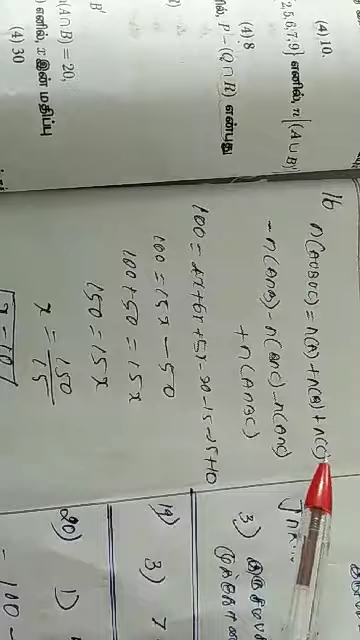 (4) 10.
2,5,6,7,9} எனில், n[(A ∪ B)'
(4) 8
P' - (Q ∩ R) என்பது
B'
(A ∩ B) = 20,
எனில், x இன் மதிப்பு
(4) 30
16
n(AUBUC) = n(A) + n(B) + n(C)
- n(A∩B) - n(B∩C) - n(A∩C)
+ n(A∩B∩C)
100 = 4x+6x+5x-20-15-25+10
100 = 15x - 50
100+50 = 15x
150 = 15x
x = 150/15
x = 10
3)
19) 3) 7
20) 1)
= 100 -